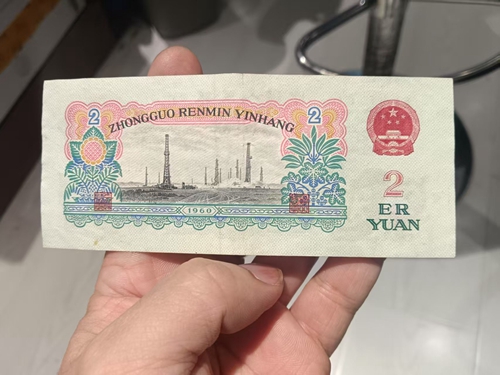 2 2
ZHONGGUO RENMIN YINHANG
1960
2
ER
YUAN